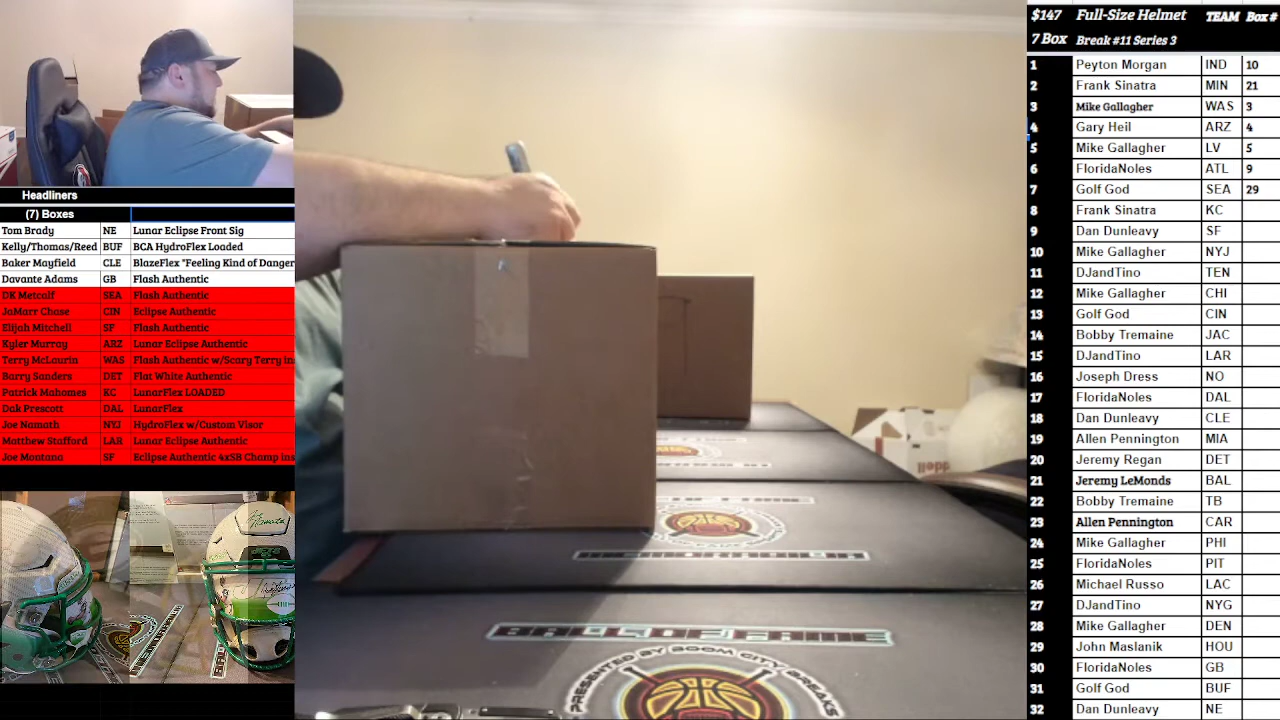 Headliners
(7) Boxes
Tom Brady NE Lunar Eclipse Front Sig
Kelly/Thomas/Reed BUF BCA HydroFlex Loaded
Baker Mayfield CLE BlazeFlex "Feeling Kind of Danger
Davante Adams GB Flash Authentic
DK Metcalf SEA Flash Authentic
JaMarr Chase CIN Eclipse Authentic
Elijah Mitchell SF Flash Authentic
Kyler Murray ARZ Lunar Eclipse Authentic
Terry McLaurin WAS Flash Authentic w/Scary Terry in
Barry Sanders DET Flat White Authentic
Patrick Mahomes KC LunarFlex LOADED
Dak Prescott DAL LunarFlex
Joe Namath NYJ HydroFlex w/Custom Visor
Matthew Stafford LAR Lunar Eclipse Authentic
Joe Montana SF Eclipse Authentic 4xSB Champ ins
JETS
ddell
BALLOFGAME
PRESENTED BY BOOM CITY BREAKS
$147 Full-Size Helmet TEAM Box #
7 Box Break #11 Series 3
1 Peyton Morgan IND 10
2 Frank Sinatra MIN 21
3 Mike Gallagher WAS 3
4 Gary Heil ARZ 4
5 Mike Gallagher LV 5
6 FloridaNoles ATL 9
7 Golf God SEA 29
8 Frank Sinatra KC
9 Dan Dunleavy SF
10 Mike Gallagher NYJ
11 DJandTino TEN
12 Mike Gallagher CHI
13 Golf God CIN
14 Bobby Tremaine JAC
15 DJandTino LAR
16 Joseph Dress NO
17 FloridaNoles DAL
18 Dan Dunleavy CLE
19 Allen Pennington MIA
20 Jeremy Regan DET
21 Jeremy LeMonds BAL
22 Bobby Tremaine TB
23 Allen Pennington CAR
24 Mike Gallagher PHI
25 FloridaNoles PIT
26 Michael Russo LAC
27 DJandTino NYG
28 Mike Gallagher DEN
29 John Maslanik HOU
30 FloridaNoles GB
31 Golf God BUF
32 Dan Dunleavy NE